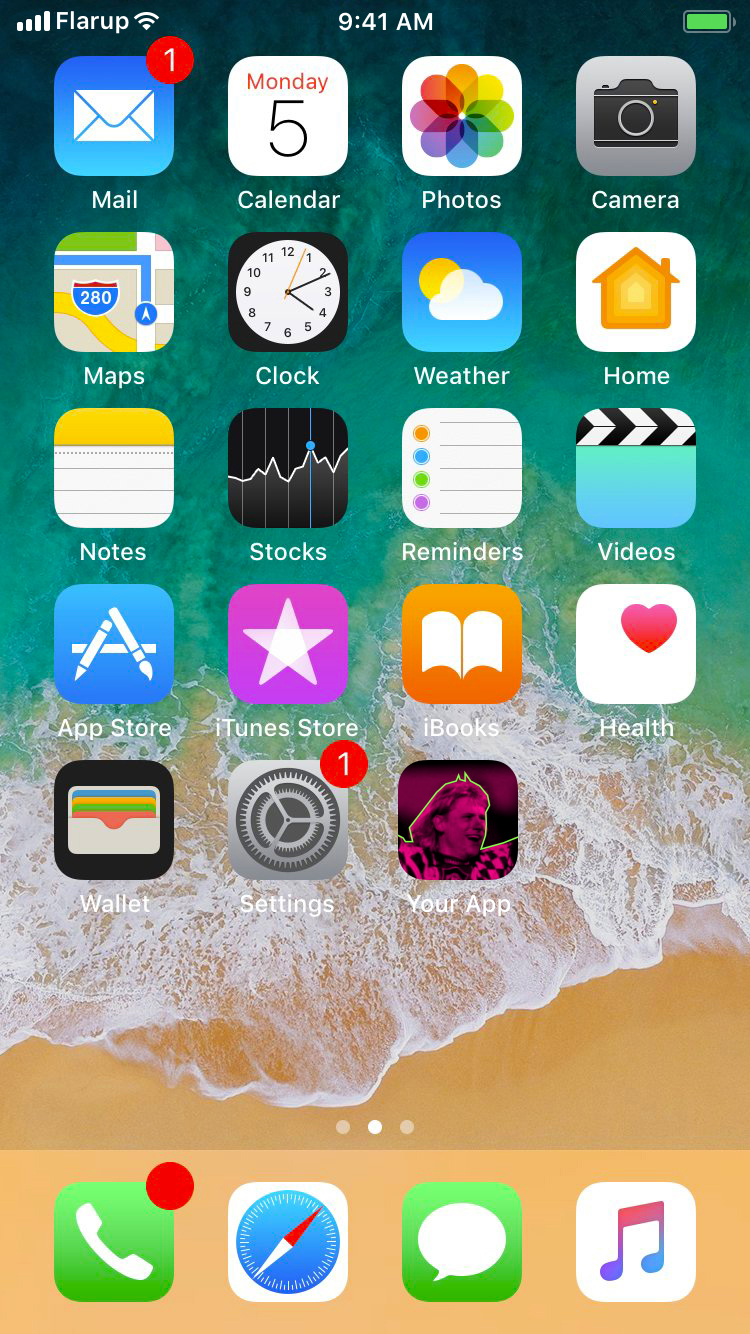 Flarup 9:41 AM
1
Monday
5
Mail Calendar Photos Camera
280
12 1 2 3 4 5 6 7 8 9 10 11
Maps Clock Weather Home
Notes Stocks Reminders Videos
App Store iTunes Store iBooks Health
1
Wallet Settings Your App